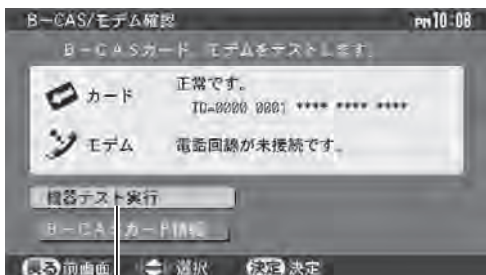 B-CAS/モデム確認
PM10:08
B-CASカード、モデムをテストします。
カード
正常です。
ID=0000 0001 **** **** ****
モデム
電話回線が未接続です。
機器テスト実行
B-CASカード情報
戻る 前画面 選択 決定 決定